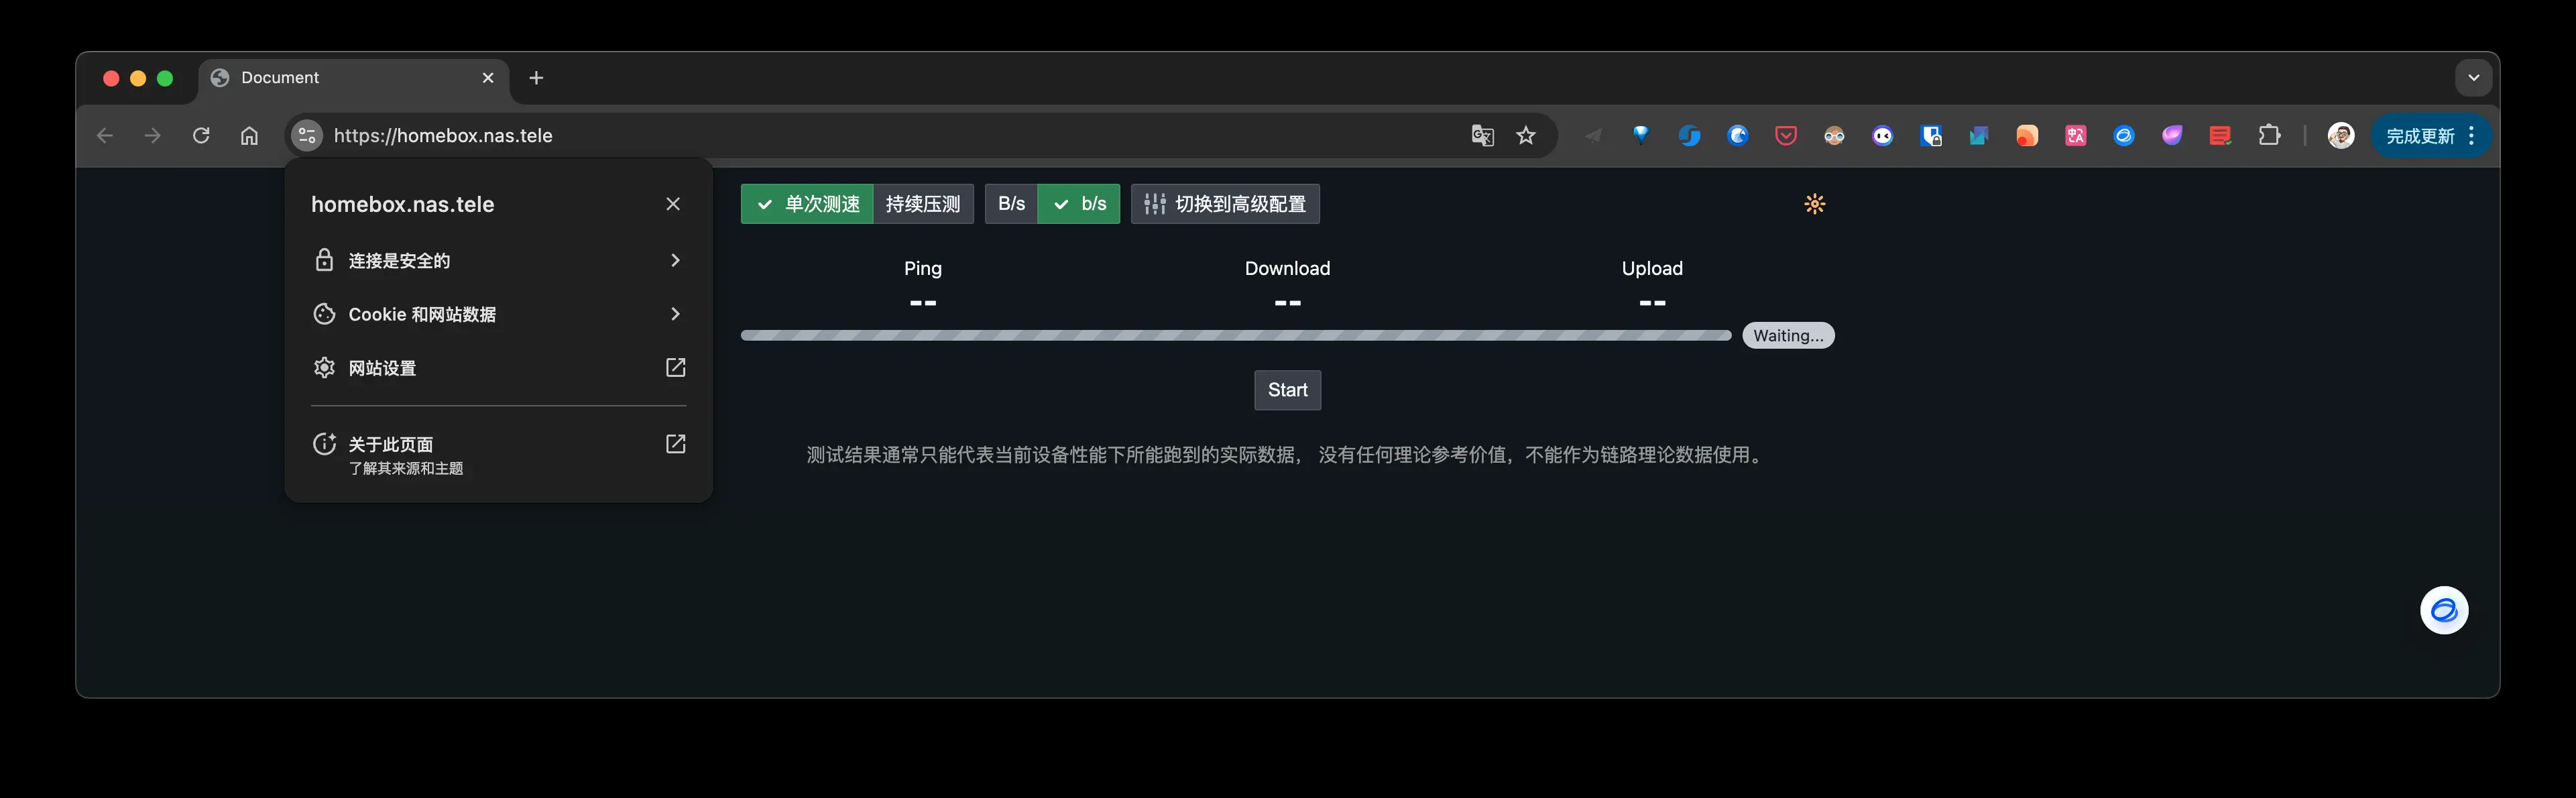 Document
https://homebox.nas.tele
完成更新
homebox.nas.tele
连接是安全的
Cookie 和网站数据
网站设置
关于此页面
了解其来源和主题
单次测速 持续压测 B/s b/s 切换到高级配置
Ping Download Upload
-- -- --
Waiting...
Start
测试结果通常只能代表当前设备性能下所能跑到的实际数据， 没有任何理论参考价值，不能作为链路理论数据使用。